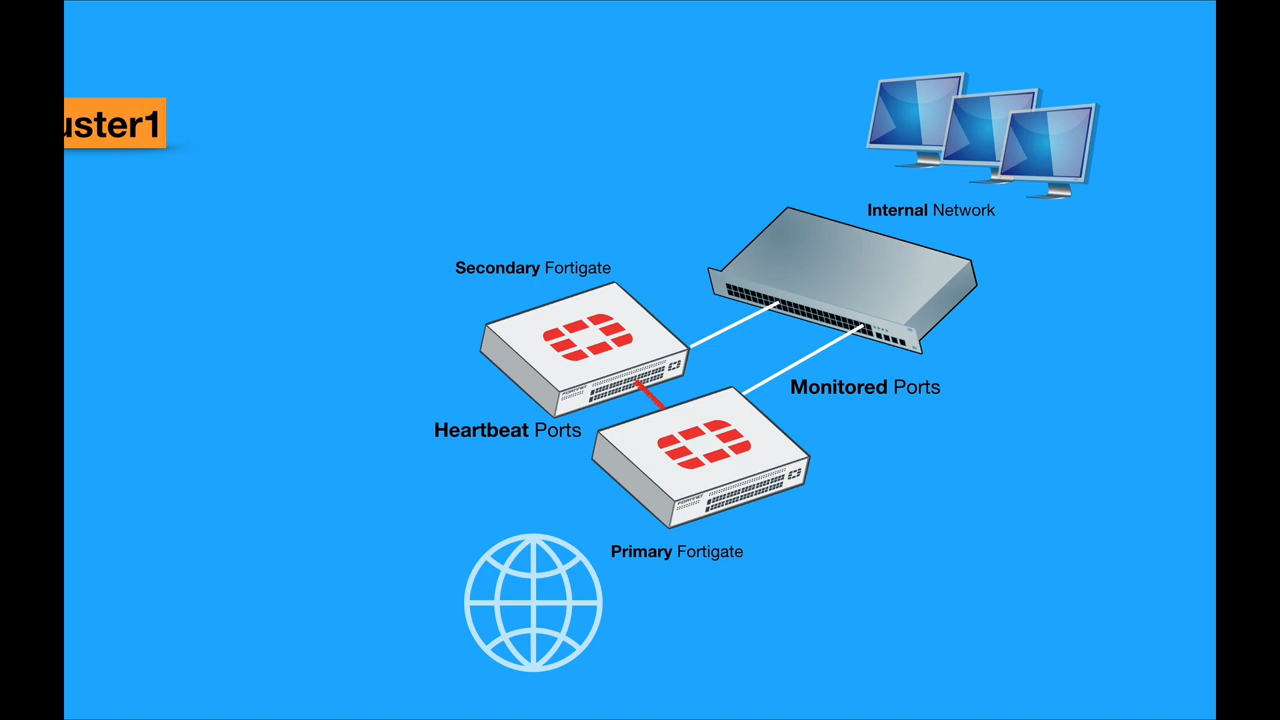 uster1
Internal Network
Secondary Fortigate
Monitored Ports
Heartbeat Ports
Primary Fortigate